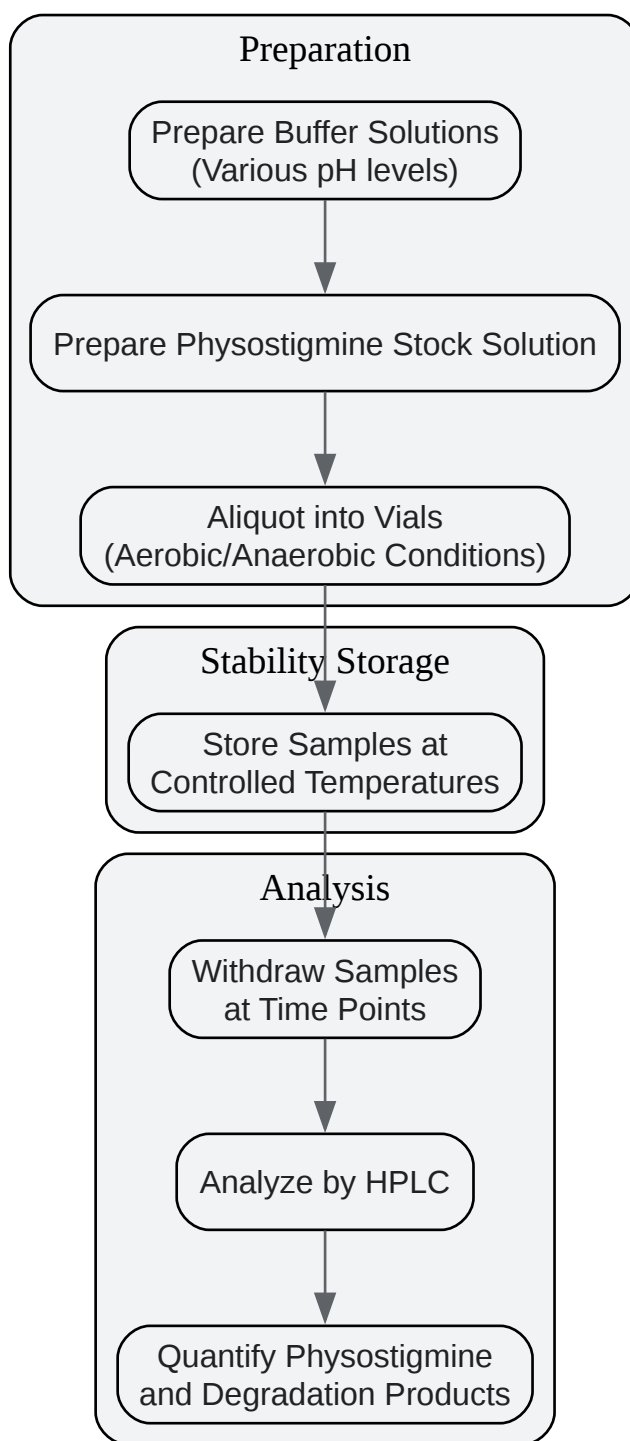 Preparation
Prepare Buffer Solutions
(Various pH levels)
Prepare Physostigmine Stock Solution
Aliquot into Vials
(Aerobic/Anaerobic Conditions)
Stability Storage
Store Samples at
Controlled Temperatures
Analysis
Withdraw Samples
at Time Points
Analyze by HPLC
Quantify Physostigmine
and Degradation Products